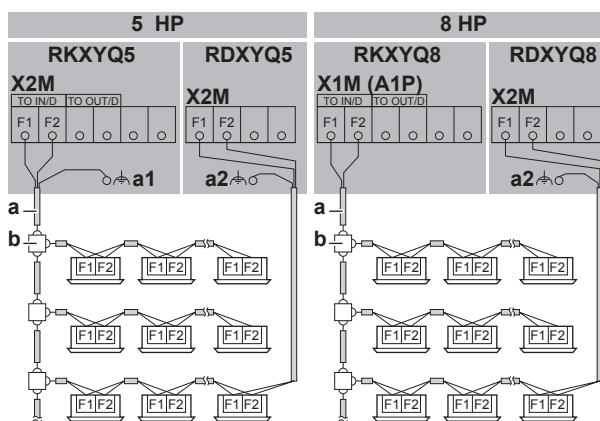 5 HP 8 HP
RKXYQ5 RDXYQ5 RKXYQ8 RDXYQ8
X2M X2M X1M (A1P) X2M
TO IN/D TO OUT/D TO IN/D TO OUT/D
F1 F2 F1 F2 F1 F2 F1 F2
a1 a2 a2
a a
b b
F1 F2 F1 F2 F1 F2 F1 F2 F1 F2 F1 F2
F1 F2 F1 F2 F1 F2 F1 F2 F1 F2 F1 F2
F1 F2 F1 F2 F1 F2 F1 F2 F1 F2 F1 F2